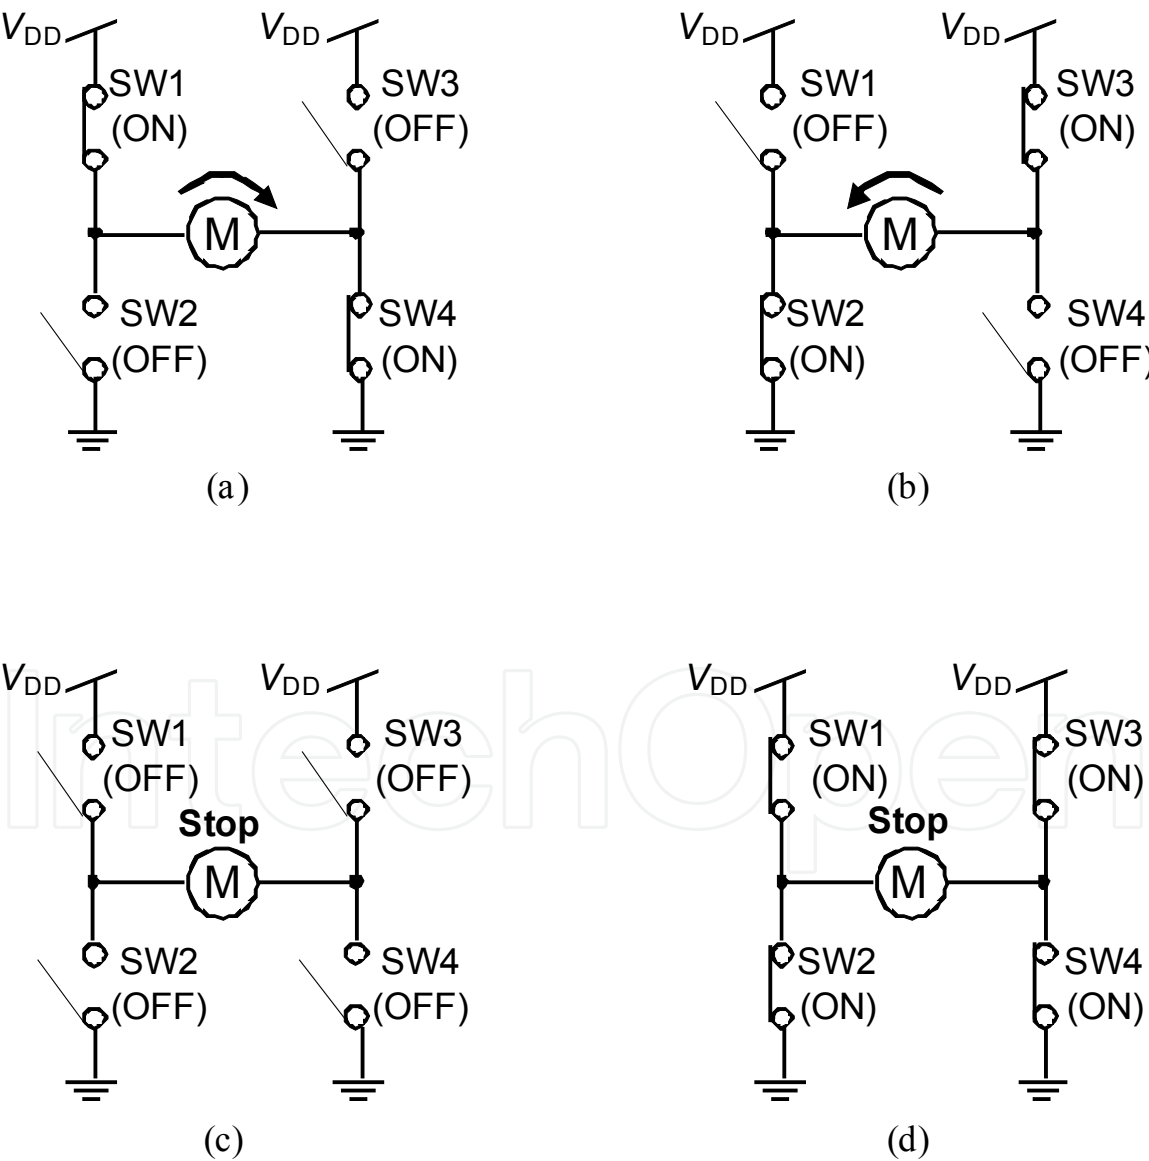 VDD VDD
SW1 SW3
(ON) (OFF)
M
SW2 SW4
(OFF) (ON)
(a)
VDD VDD
SW1 SW3
(OFF) (ON)
M
SW2 SW4
(ON) (OFF)
(b)
VDD VDD
SW1 SW3
(OFF) (OFF)
Stop
M
SW2 SW4
(OFF) (OFF)
(c)
VDD VDD
SW1 SW3
(ON) (ON)
Stop
M
SW2 SW4
(ON) (ON)
(d)
IntechOpen